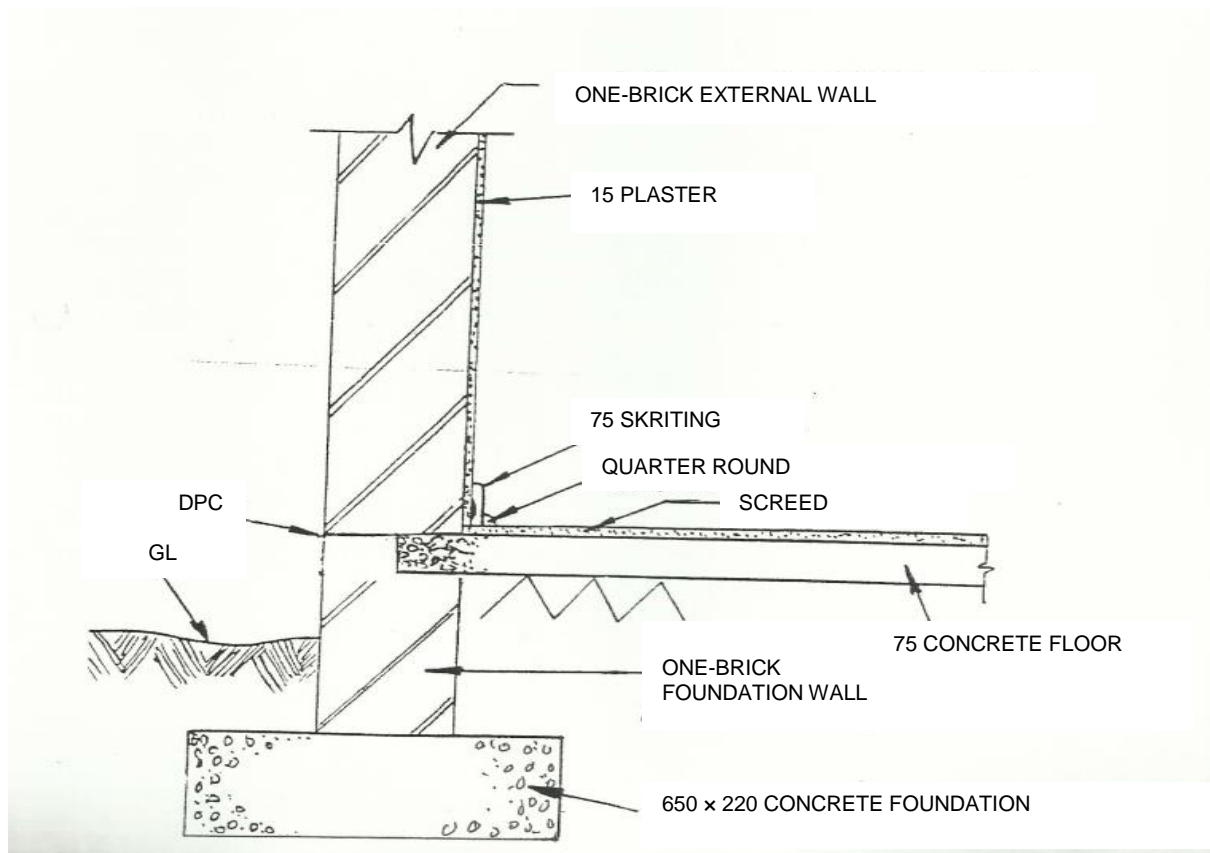 ONE-BRICK EXTERNAL WALL
15 PLASTER
75 SKRITING
QUARTER ROUND
SCREED
DPC
GL
75 CONCRETE FLOOR
ONE-BRICK
FOUNDATION WALL
650 × 220 CONCRETE FOUNDATION